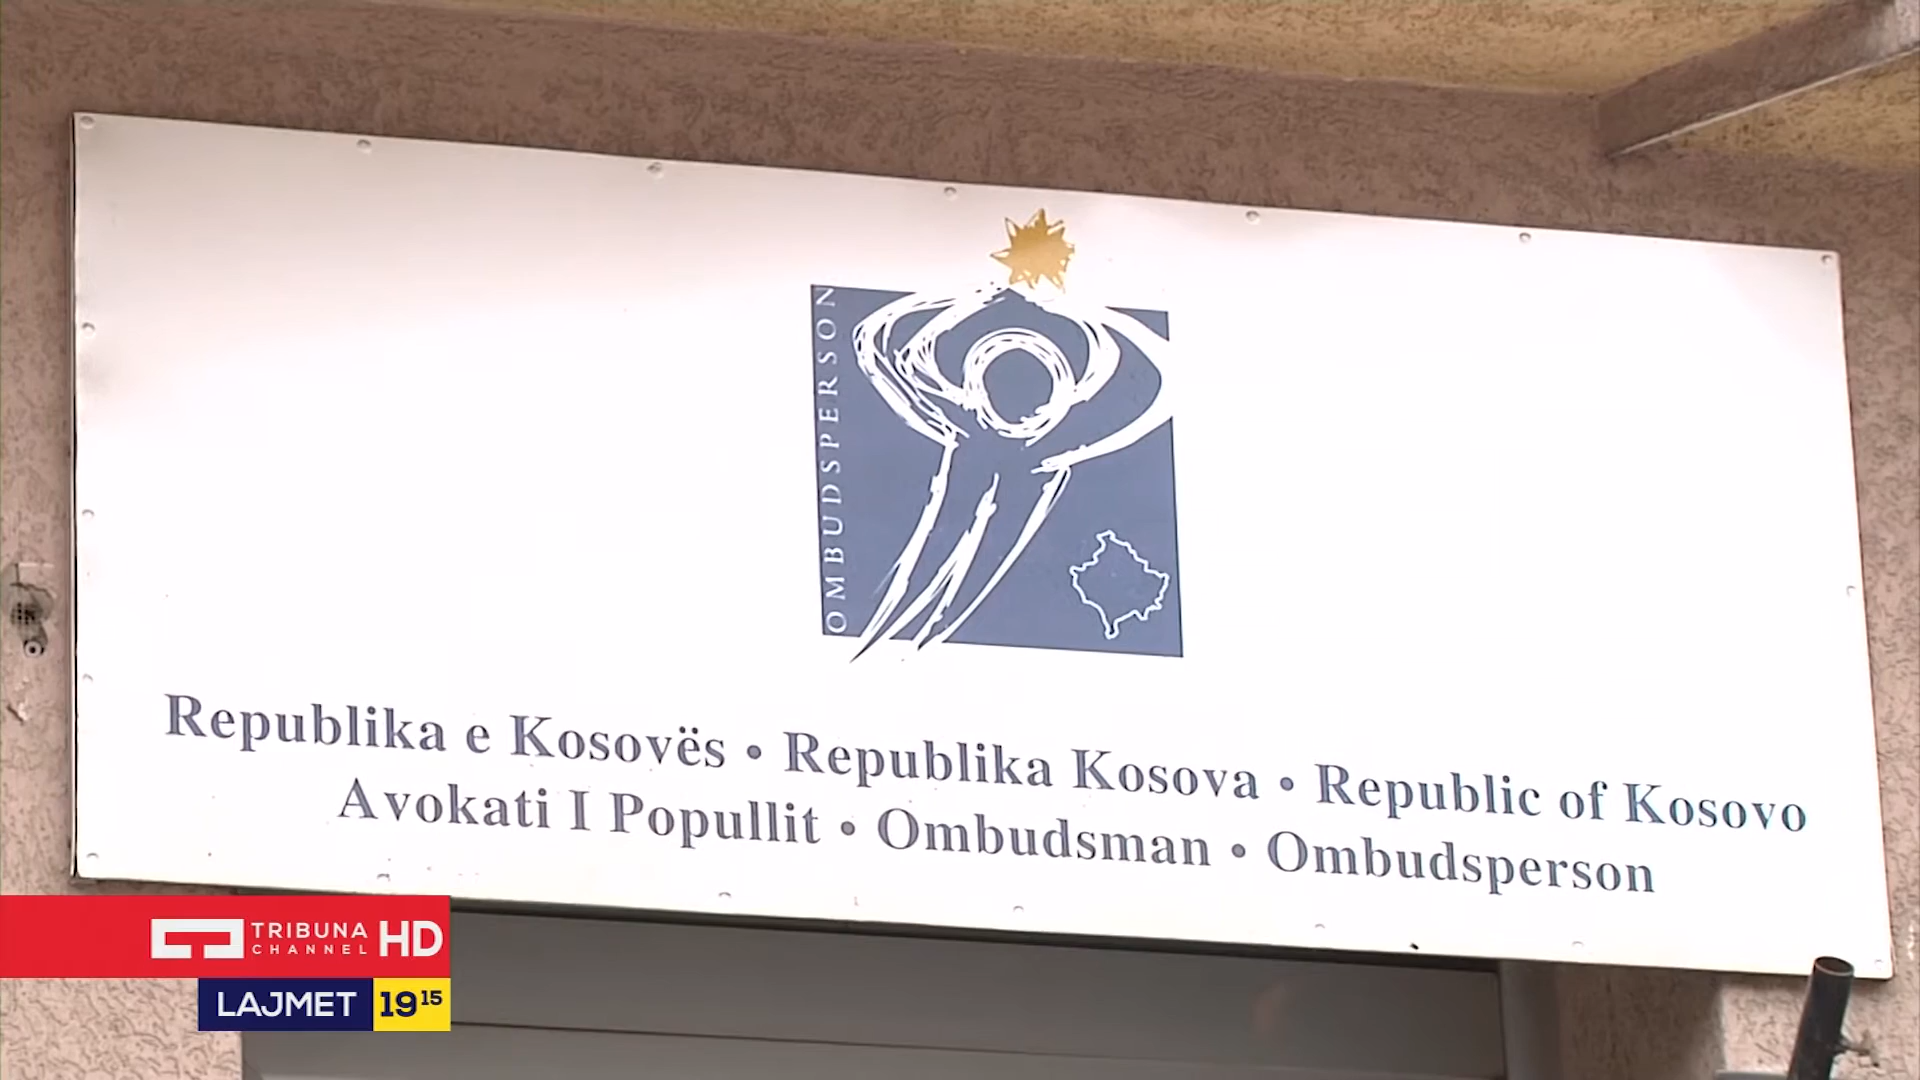 OMBUDSPERSON
Republika e Kosovës • Republika Kosova • Republic of Kosovo
Avokati I Popullit • Ombudsman • Ombudsperson
TRIBUNA
CHANNEL
HD
LAJMET 19 15